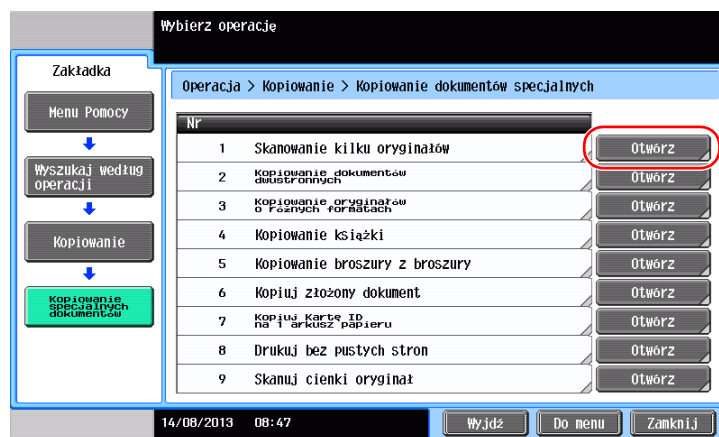 Wybierz operację
Zakładka
Operacja > Kopiowanie > Kopiowanie dokumentów specjalnych
Menu Pomocy
Wyszukaj według
operacji
Kopiowanie
Kopiowanie
specjalnych
dokumentów
Nr
1 Skanowanie kilku oryginałów Otwórz
2 Kopiowanie dokumentów
dwustronnych Otwórz
3 Kopiowanie oryginałów
o różnych formatach Otwórz
4 Kopiowanie książki Otwórz
5 Kopiowanie broszury z broszury Otwórz
6 Kopiuj złożony dokument Otwórz
7 Kopiuj Kartę ID
na 1 arkusz papieru Otwórz
8 Drukuj bez pustych stron Otwórz
9 Skanuj cienki oryginał Otwórz
14/08/2013 08:47 Wyjdź Do menu Zamknij